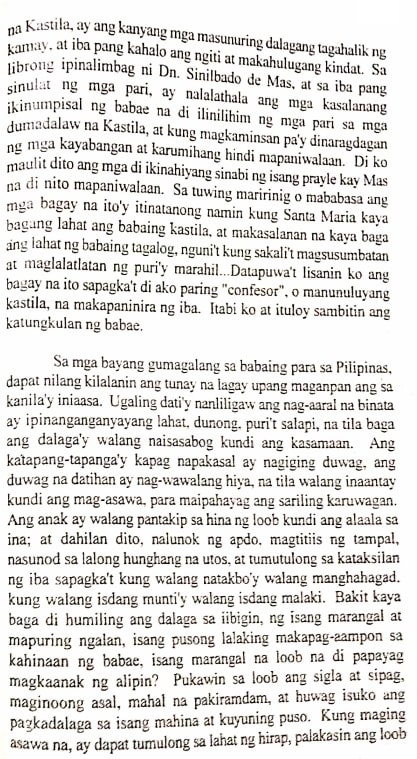 na Kastila, ay ang kanyang mga masunuring dalagang tagahalik ng
kamay, at iba pang kahalo ang ngiti at makahulugang kindat. Sa
librong ipinalimbag ni Dn. Sinilbado de Mas, at sa iba pang
sinulat ng mga pari, ay nalalathala ang mga kasalanang
ikinumpisal ng babae na di ilinilihim ng mga pari sa mga
dumadalaw na Kastila, at kung magkaminsan pa'y dinaragdagan
ng mga kayabangan at karumihang hindi mapaniwalaan. Di ko
maulit dito ang mga di ikinahiyang sinabi ng isang prayle kay Mas
na di nito mapaniwalaan. Sa tuwing maririnig o mababasa ang
mga bagay na ito'y itinatanong namin kung Santa Maria kaya
bagang lahat ang babaing kastila, at makasalanan na kaya baga
ang lahat ng babaing tagalog, nguni't kung sakali't magsusumbatan
at maglalatlatan ng puri'y marahil...Datapuwa't lisanin ko ang
bagay na ito sapagka't di ako paring "confesor", o manunuluyang
kastila, na makapaninira ng iba. Itabi ko at ituloy sambitin ang
katungkulan ng babae.
Sa mga bayang gumagalang sa babaing para sa Pilipinas,
dapat nilang kilalanin ang tunay na lagay upang maganpan ang sa
kanila'y iniaasa. Ugaling dati'y nanliligaw ang nag-aaral na binata
ay ipinanganganyayang lahat, dunong, puri't salapi, na tila baga
ang dalaga'y walang naisasabog kundi ang kasamaan. Ang
katapang-tapanga'y kapag napakasal ay nagiging duwag, ang
duwag na datihan ay nag-wawalang hiya, na tila walang inaantay
kundi ang mag-asawa, para maipahayag ang sariling karuwagan.
Ang anak ay walang pantakip sa hina ng loob kundi ang alaala sa
ina; at dahilan dito, nalunok ng apdo, magtitiis ng tampal,
nasunod sa lalong hunghang na utos, at tumutulong sa kataksilan
ng iba sapagka't kung walang natakbo'y walang manghahagad.
kung walang isdang munti'y walang isdang malaki. Bakit kaya
baga di humiling ang dalaga sa iibigin, ng isang marangal at
mapuring ngalan, isang pusong lalaking makapag-aampon sa
kahinaan ng babae, isang marangal na loob na di papayag
magkaanak ng alipin? Pukawin sa loob ang sigla at sipag,
maginoong asal, mahal na pakiramdam, at huwag isuko ang
pagkadalaga sa isang mahina at kuyuning puso. Kung maging
asawa na, ay dapat tumulong sa lahat ng hirap, palakasin ang loob